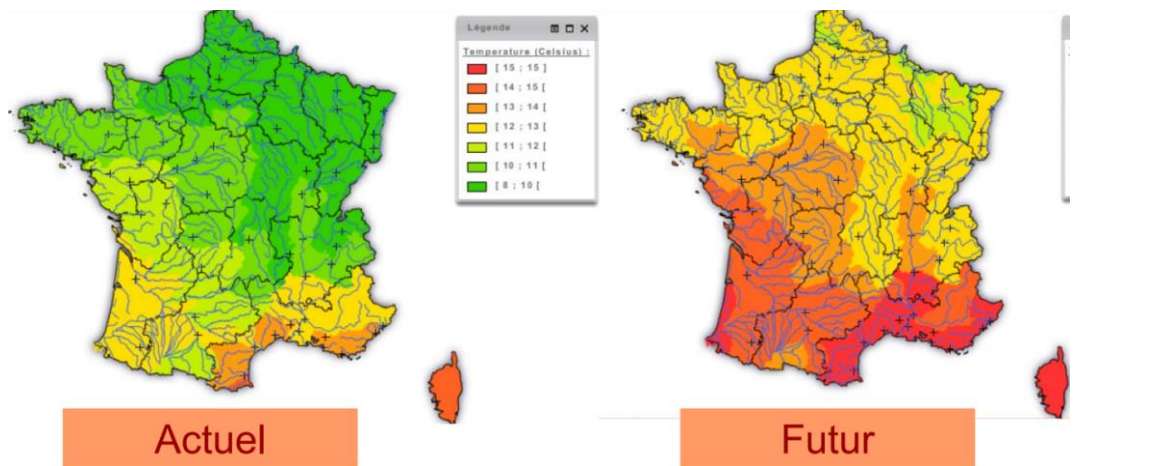 Légende
Temperature (Celsius) :
[ 15 ; 15 ]
[ 14 ; 15 [
[ 13 ; 14 [
[ 12 ; 13 [
[ 11 ; 12 [
[ 10 ; 11 [
[ 8 ; 10 [
Actuel
Futur